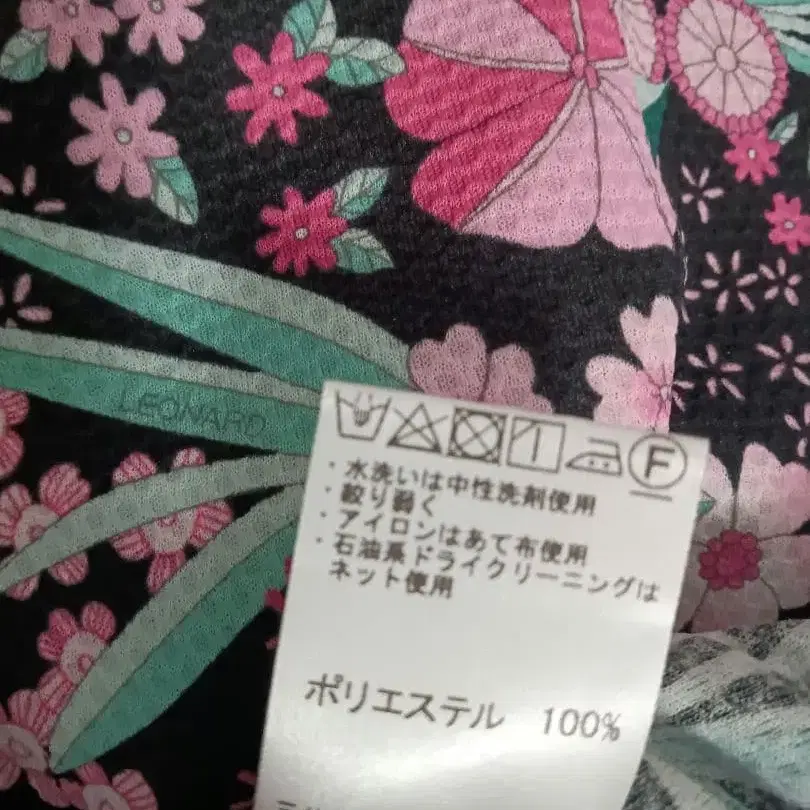 LEONARD
F
・水洗いは中性洗剤使用
・絞り弱く
・アイロンはあて布使用
・石油系ドライクリーニングは
ネット使用
ポリエステル 100%